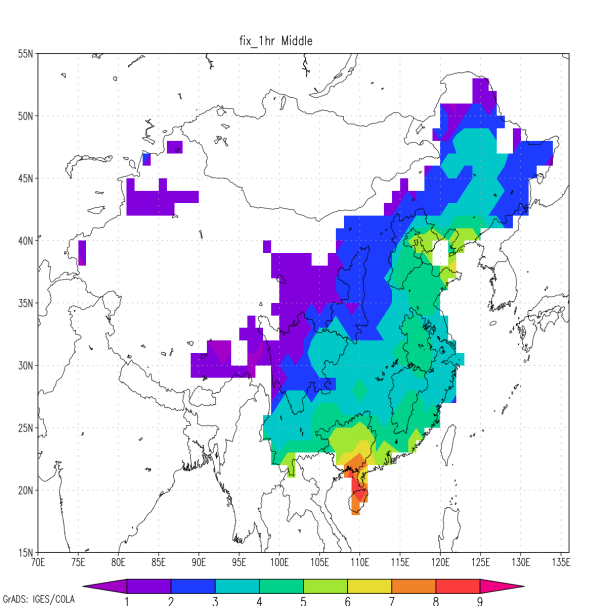 fix_1hr Middle
55N
50N
45N
40N
35N
30N
25N
20N
15N
70E 75E 80E 85E 90E 95E 100E 105E 110E 115E 120E 125E 130E 135E
1 2 3 4 5 6 7 8 9
GrADS: IGES/COLA